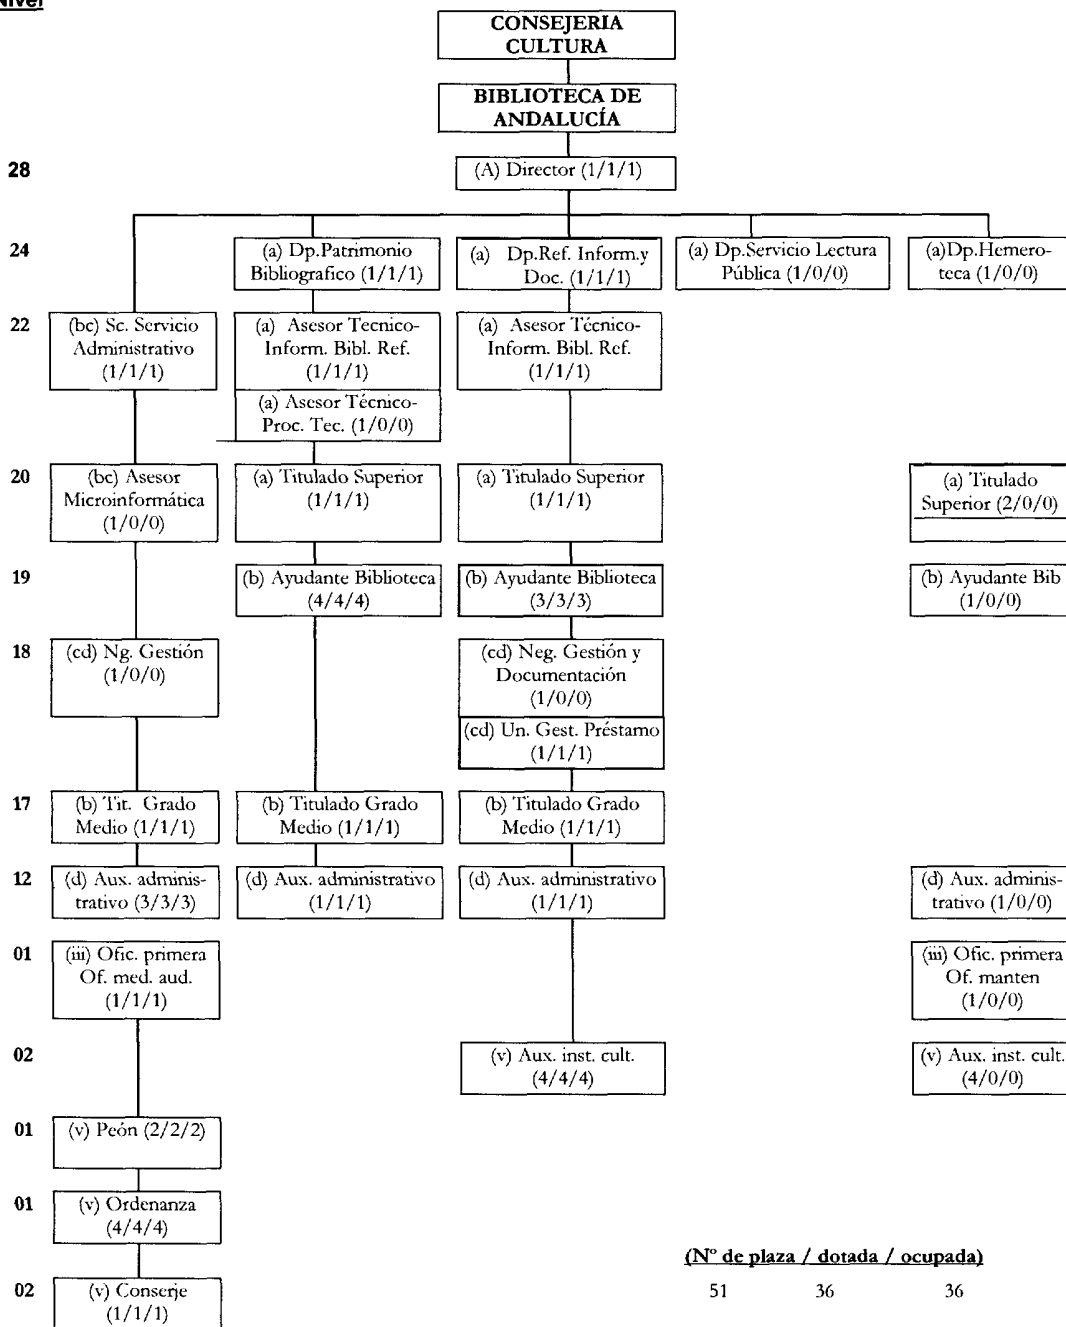 Nivel
CONSEJERIA
CULTURA
BIBLIOTECA DE
ANDALUCÍA
28
(A) Director (1/1/1)
24
(a) Dp.Patrimonio
Bibliografico (1/1/1)
(a) Dp.Ref. Inform.y
Doc. (1/1/1)
(a) Dp.Servicio Lectura
Pública (1/0/0)
(a)Dp.Hemero-
teca (1/0/0)
22
(bc) Sc. Servicio
Administrativo
(1/1/1)
(a) Asesor Tecnico-
Inform. Bibl. Ref.
(1/1/1)
(a) Asesor Técnico-
Proc. Tec. (1/0/0)
(a) Asesor Técnico-
Inform. Bibl. Ref.
(1/1/1)
20
(bc) Asesor
Microinformática
(1/0/0)
(a) Titulado Superior
(1/1/1)
(a) Titulado Superior
(1/1/1)
(a) Titulado
Superior (2/0/0)
19
(b) Ayudante Biblioteca
(4/4/4)
(b) Ayudante Biblioteca
(3/3/3)
(b) Ayudante Bib
(1/0/0)
18
(cd) Ng. Gestión
(1/0/0)
(cd) Neg. Gestión y
Documentación
(1/0/0)
(cd) Un. Gest. Préstamo
(1/1/1)
17
(b) Tit. Grado
Medio (1/1/1)
(b) Titulado Grado
Medio (1/1/1)
(b) Titulado Grado
Medio (1/1/1)
12
(d) Aux. adminis-
trativo (3/3/3)
(d) Aux. administrativo
(1/1/1)
(d) Aux. administrativo
(1/1/1)
(d) Aux. adminis-
trativo (1/0/0)
01
(iii) Ofic. primera
Of. med. aud.
(1/1/1)
(iii) Ofic. primera
Of. manten
(1/0/0)
02
(v) Aux. inst. cult.
(4/4/4)
(v) Aux. inst. cult.
(4/0/0)
01
(v) Peón (2/2/2)
01
(v) Ordenanza
(4/4/4)
02
(v) Conserje
(1/1/1)
(Nº de plaza / dotada / ocupada)
51 36 36